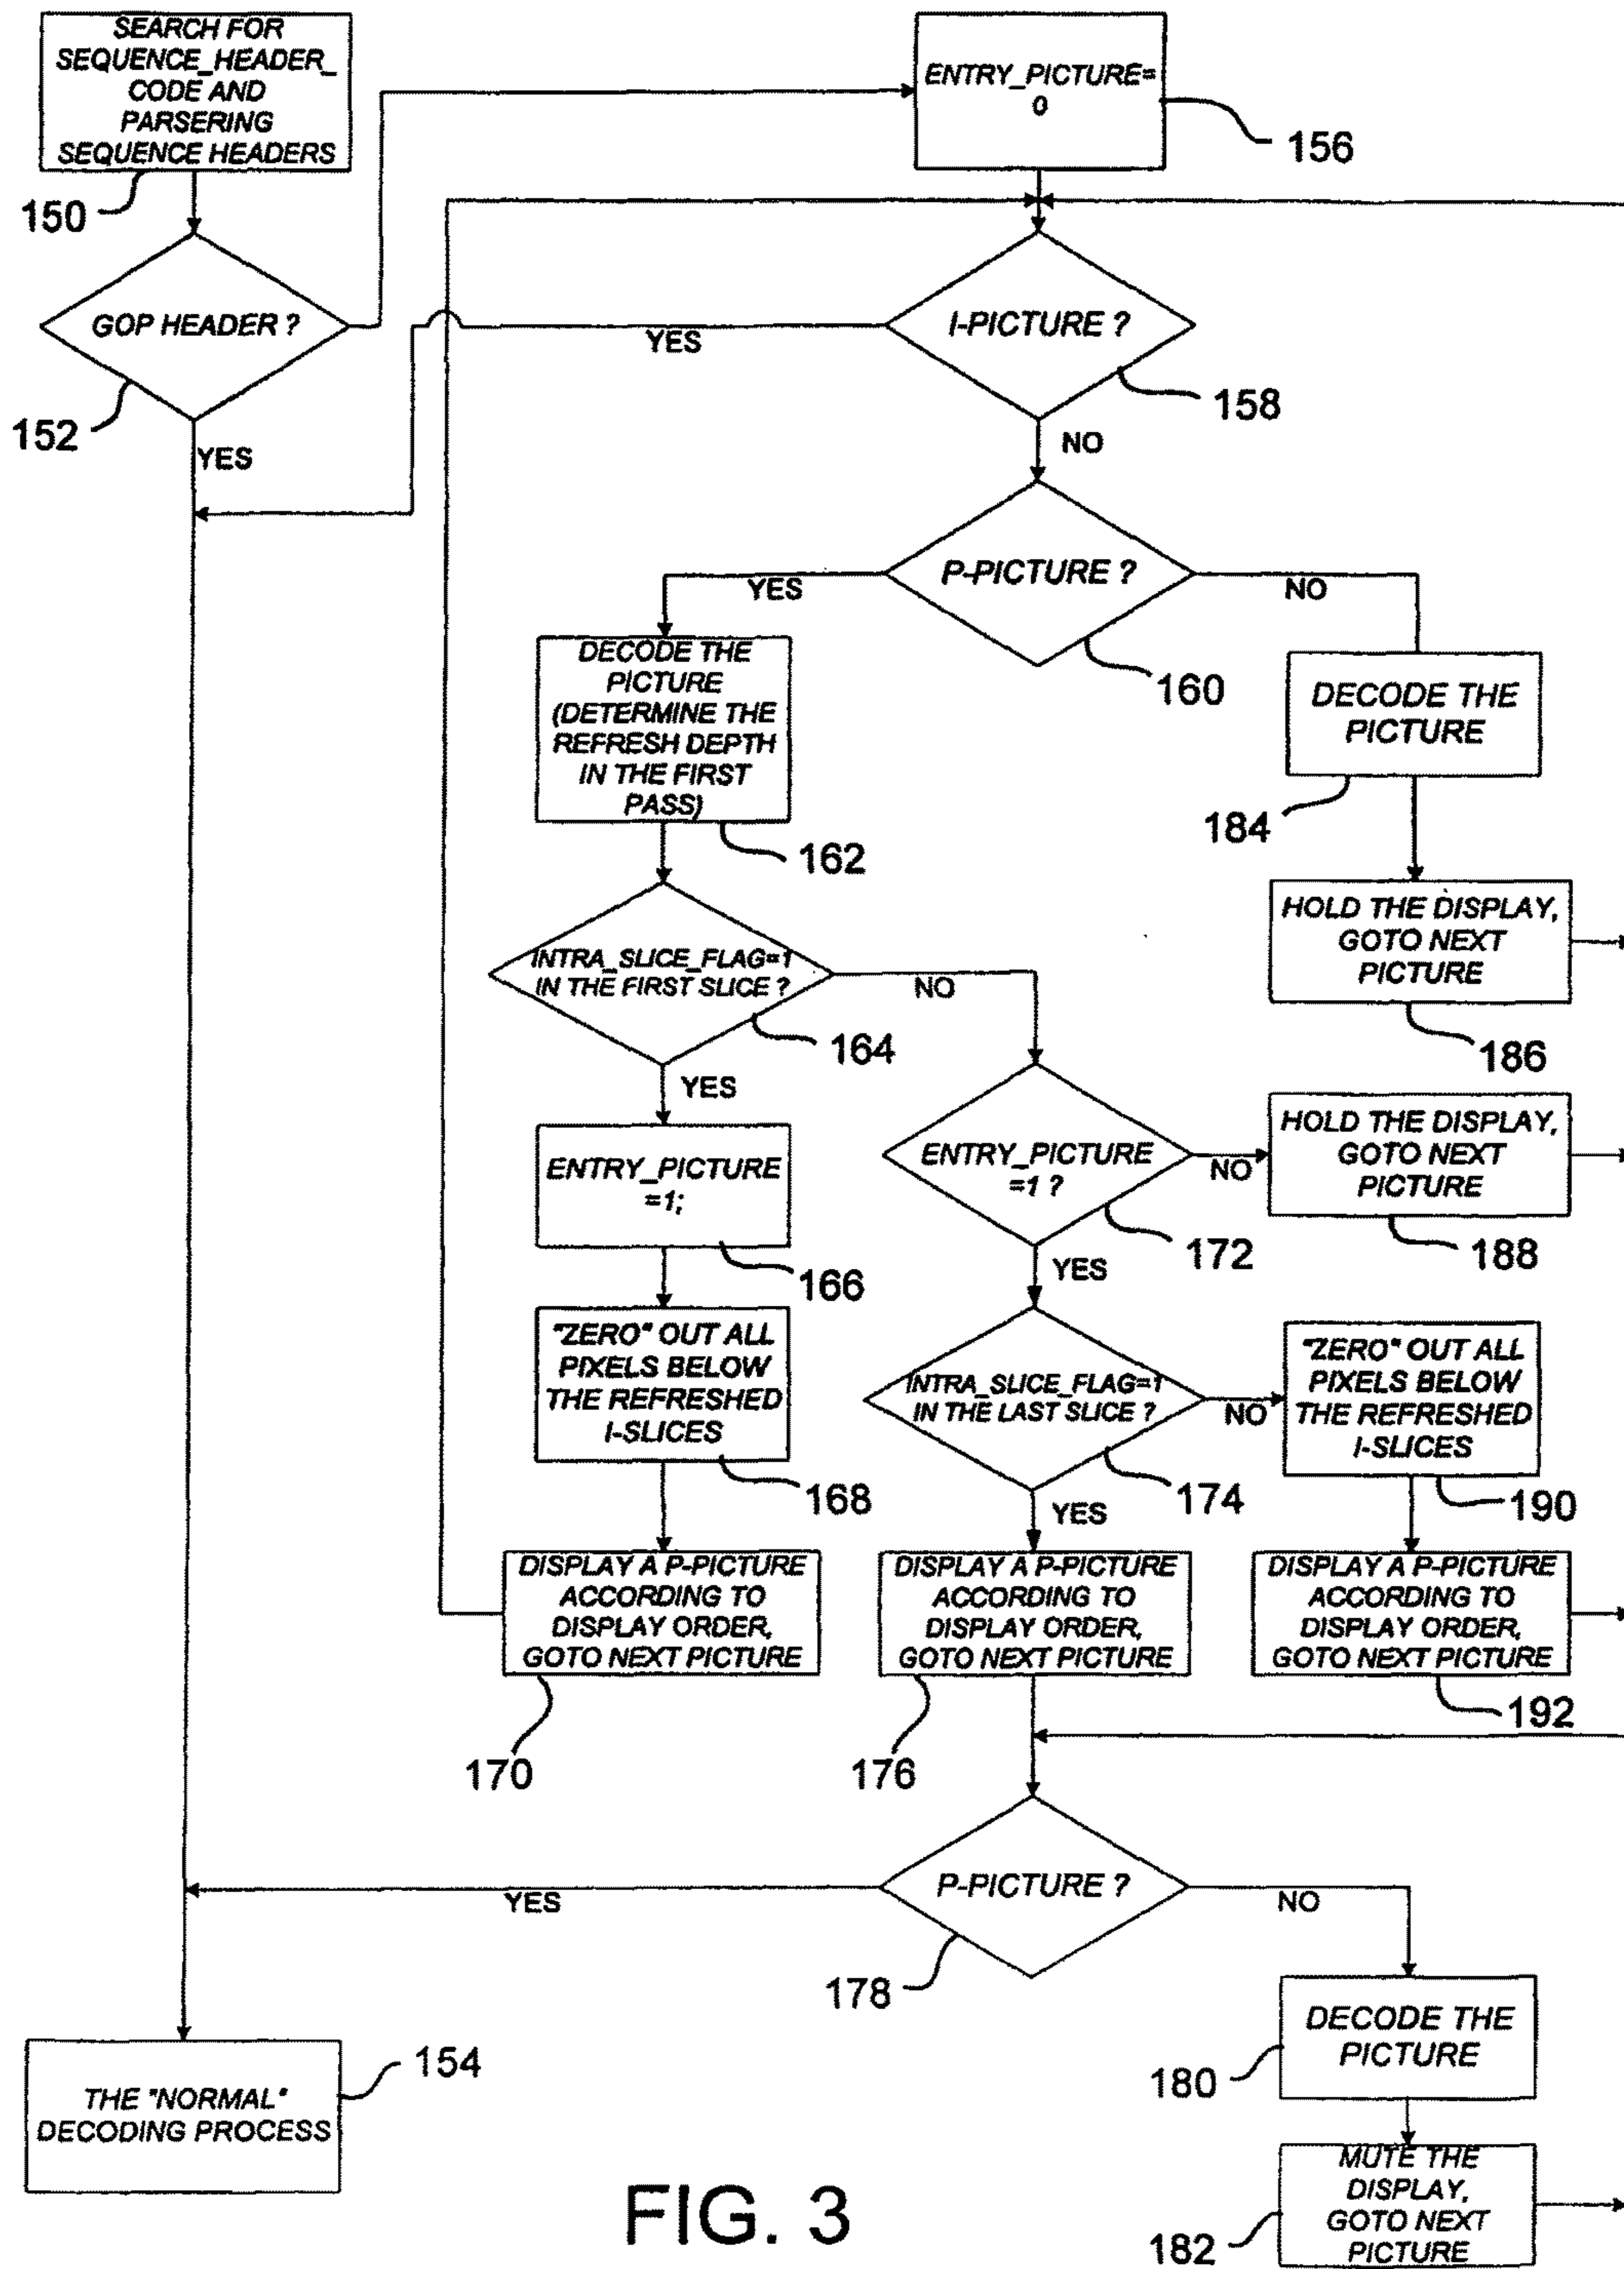 SEARCH FOR
SEQUENCE_HEADER_
CODE AND
PARSERING
SEQUENCE HEADERS
150
ENTRY_PICTURE=
0
156
GOP HEADER ?
152
YES
I-PICTURE ?
158
YES
NO
P-PICTURE ?
160
YES
NO
DECODE THE
PICTURE
(DETERMINE THE
REFRESH DEPTH
IN THE FIRST
PASS)
162
DECODE THE
PICTURE
184
HOLD THE DISPLAY,
GOTO NEXT
PICTURE
186
INTRA_SLICE_FLAG=1
IN THE FIRST SLICE ?
164
NO
YES
ENTRY_PICTURE
=1;
166
ENTRY_PICTURE
=1 ?
172
NO
YES
HOLD THE DISPLAY,
GOTO NEXT
PICTURE
188
"ZERO" OUT ALL
PIXELS BELOW
THE REFRESHED
I-SLICES
168
INTRA_SLICE_FLAG=1
IN THE LAST SLICE ?
174
NO
YES
"ZERO" OUT ALL
PIXELS BELOW
THE REFRESHED
I-SLICES
190
DISPLAY A P-PICTURE
ACCORDING TO
DISPLAY ORDER,
GOTO NEXT PICTURE
170
DISPLAY A P-PICTURE
ACCORDING TO
DISPLAY ORDER,
GOTO NEXT PICTURE
176
DISPLAY A P-PICTURE
ACCORDING TO
DISPLAY ORDER,
GOTO NEXT PICTURE
192
P-PICTURE ?
178
YES
NO
DECODE THE
PICTURE
180
THE "NORMAL"
DECODING PROCESS
154
MUTE THE
DISPLAY,
GOTO NEXT
PICTURE
182
FIG. 3